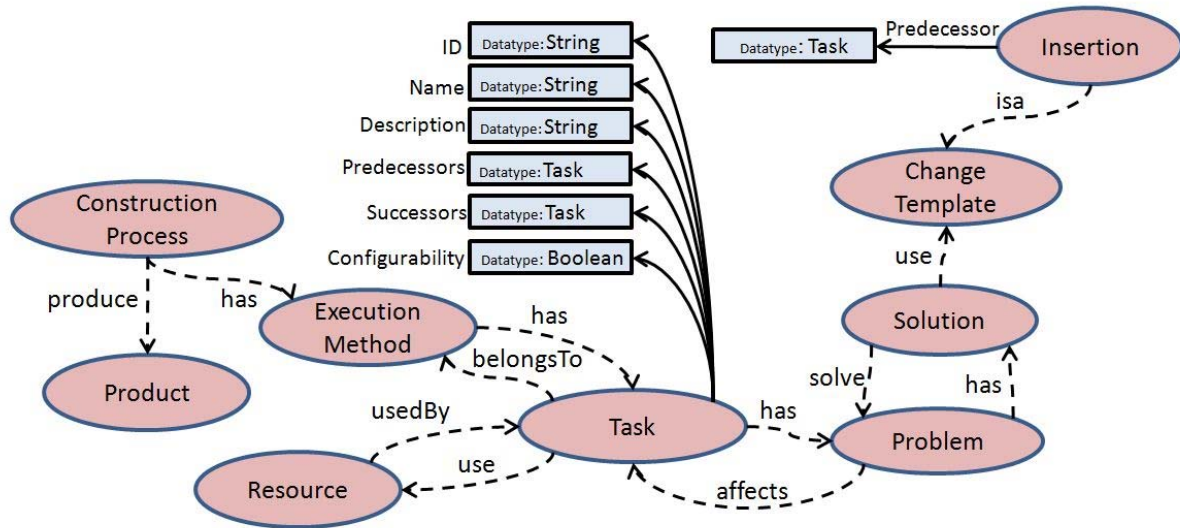 ID Datatype: String
Name Datatype: String
Description Datatype: String
Predecessors Datatype: Task
Successors Datatype: Task
Configurability Datatype: Boolean
Datatype: Task
Predecessor
Insertion
isa
Change
Template
use
Construction
Process
produce
has
Product
Execution
Method
has
belongsTo
Solution
solve
has
usedBy
use
Resource
Task
has
Problem
affects